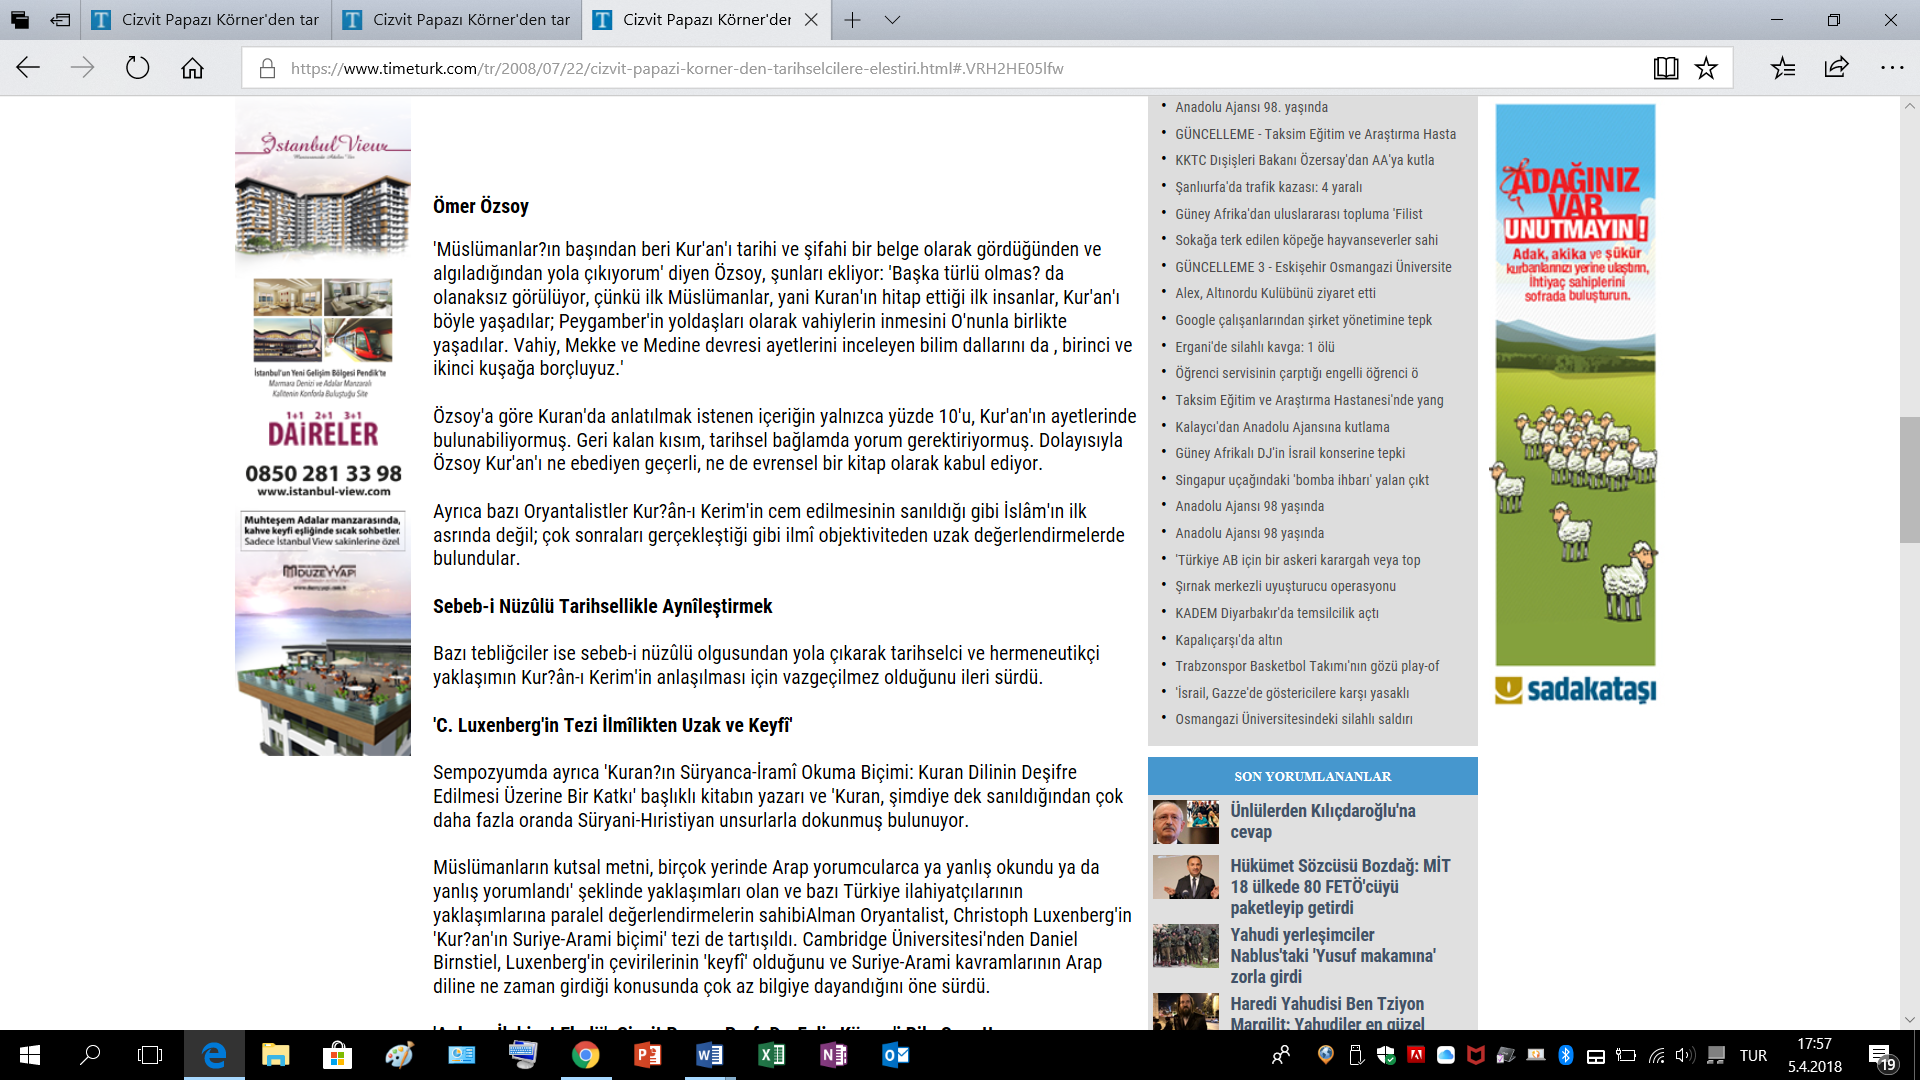 Cizvit Papazı Körner'den tar
Cizvit Papazı Körner'den tar
Cizvit Papazı Körner'der
https://www.timeturk.com/tr/2008/07/22/cizvit-papazi-korner-den-tarihselcilere-elestiri.html#.VRH2HE05lfw
İstanbul View
İstanbul'un Yeni Gelişim Bölgesi Pendik'te
Marmara Denizi ve Adalar Manzaralı
Kalitenin Konforla Buluştuğu Site
1+1 2+1 3+1
DAİRELER
0850 281 33 98
www.istanbul-view.com
Muhteşem Adalar manzarasında,
kahve keyfi eşliğinde sıcak sohbetler.
Sadece İstanbul View sakinlerine özel
DUZEYYAPI
Ömer Özsoy
'Müslümanlar?ın başından beri Kur'an'ı tarihi ve şifahi bir belge olarak gördüğünden ve
algıladığından yola çıkıyorum' diyen Özsoy, şunları ekliyor: 'Başka türlü olmas? da
olanaksız görülüyor, çünkü ilk Müslümanlar, yani Kuran'ın hitap ettiği ilk insanlar, Kur'an'ı
böyle yaşadılar; Peygamber'in yoldaşları olarak vahiylerin inmesini O'nunla birlikte
yaşadılar. Vahiy, Mekke ve Medine devresi ayetlerini inceleyen bilim dallarını da , birinci ve
ikinci kuşağa borçluyuz.'
Özsoy'a göre Kuran'da anlatılmak istenen içeriğin yalnızca yüzde 10'u, Kur'an'ın ayetlerinde
bulunabiliyormuş. Geri kalan kısım, tarihsel bağlamda yorum gerektiriyormuş. Dolayısıyla
Özsoy Kur'an'ı ne ebediyen geçerli, ne de evrensel bir kitap olarak kabul ediyor.
Ayrıca bazı Oryantalistler Kur?ân-ı Kerim'in cem edilmesinin sanıldığı gibi İslâm'ın ilk
asrında değil; çok sonraları gerçekleştiği gibi ilmî objektiviteden uzak değerlendirmelerde
bulundular.
Sebeb-i Nüzûlü Tarihsellikle Aynîleştirmek
Bazı tebliğciler ise sebeb-i nüzûlü olgusundan yola çıkarak tarihselci ve hermeneutikçi
yaklaşımın Kur?ân-ı Kerim'in anlaşılması için vazgeçilmez olduğunu ileri sürdü.
'C. Luxenberg'in Tezi İlmîlikten Uzak ve Keyfî'
Sempozyumda ayrıca 'Kuran?ın Süryanca-İramî Okuma Biçimi: Kuran Dilinin Deşifre
Edilmesi Üzerine Bir Katkı' başlıklı kitabın yazarı ve 'Kuran, şimdiye dek sanıldığından çok
daha fazla oranda Süryani-Hıristiyan unsurlarla dokunmuş bulunuyor.
Müslümanların kutsal metni, birçok yerinde Arap yorumcularca ya yanlış okundu ya da
yanlış yorumlandı' şeklinde yaklaşımları olan ve bazı Türkiye ilahiyatçılarının
yaklaşımlarına paralel değerlendirmelerin sahibiAlman Oryantalist, Christoph Luxenberg'in
'Kur?an'ın Suriye-Arami biçimi' tezi de tartışıldı. Cambridge Üniversitesi'nden Daniel
Birnstiel, Luxenberg'in çevirilerinin 'keyfî' olduğunu ve Suriye-Arami kavramlarının Arap
diline ne zaman girdiği konusunda çok az bilgiye dayandığını öne sürdü.
Anadolu Ajansı 98. yaşında
GÜNCELLEME - Taksim Eğitim ve Araştırma Hasta
KKTC Dışişleri Bakanı Özersay'dan AA'ya kutla
Şanlıurfa'da trafik kazası: 4 yaralı
Güney Afrika'dan uluslararası topluma 'Filist
Sokağa terk edilen köpeğe hayvanseverler sahi
GÜNCELLEME 3 - Eskişehir Osmangazi Üniversite
Alex, Altınordu Kulübünü ziyaret etti
Google çalışanlarından şirket yönetimine tepk
Ergani'de silahlı kavga: 1 ölü
Öğrenci servisinin çarptığı engelli öğrenci ö
Taksim Eğitim ve Araştırma Hastanesi'nde yang
Kalaycı'dan Anadolu Ajansına kutlama
Güney Afrikalı DJ'in İsrail konserine tepki
Singapur uçağındaki 'bomba ihbarı' yalan çıkt
Anadolu Ajansı 98 yaşında
Anadolu Ajansı 98 yaşında
'Türkiye AB için bir askeri karargah veya top
Şırnak merkezli uyuşturucu operasyonu
KADEM Diyarbakır'da temsilcilik açtı
Kapalıçarşı'da altın
Trabzonspor Basketbol Takımı'nın gözü play-of
'İsrail, Gazze'de göstericilere karşı yasaklı
Osmangazi Üniversitesindeki silahlı saldırı
SON YORUMLANANLAR
Ünlülerden Kılıçdaroğlu'na
cevap
Hükümet Sözcüsü Bozdağ: MİT
18 ülkede 80 FETÖ'cüyü
paketleyip getirdi
Yahudi yerleşimciler
Nablus'taki 'Yusuf makamına'
zorla girdi
Haredi Yahudisi Ben Tziyon
Margilit: Yahudiler en güzel
ADAĞINIZ
VAR
UNUTMAYIN!
Adak, akika ve şükür
kurbanlarınızı yerine ulaştırın,
İhtiyaç sahiplerini
sofrada buluşturun.
sadakataşı
TUR
17:57
5.4.2018
19